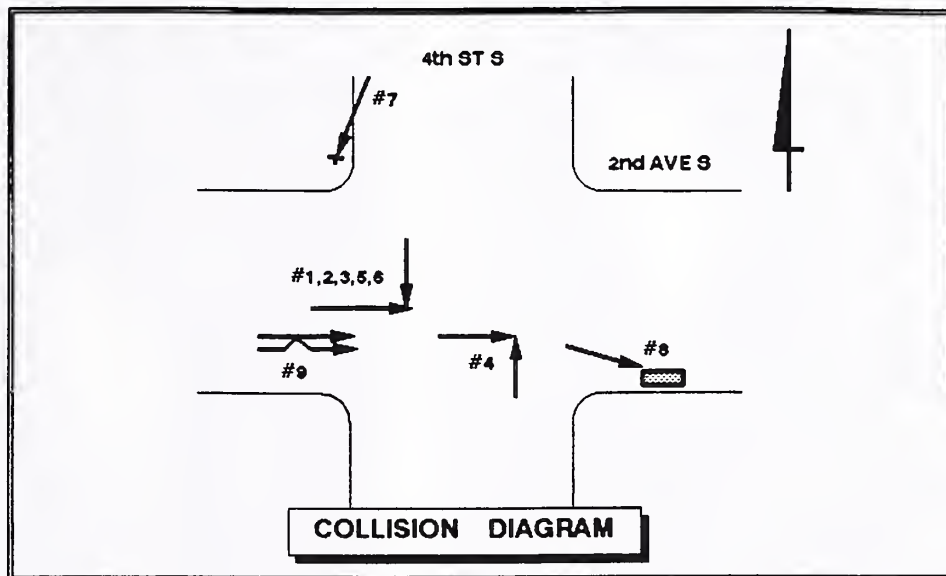 4th ST S
#7
2nd AVE S
#1,2,3,5,6
#9
#4
#8
COLLISION DIAGRAM